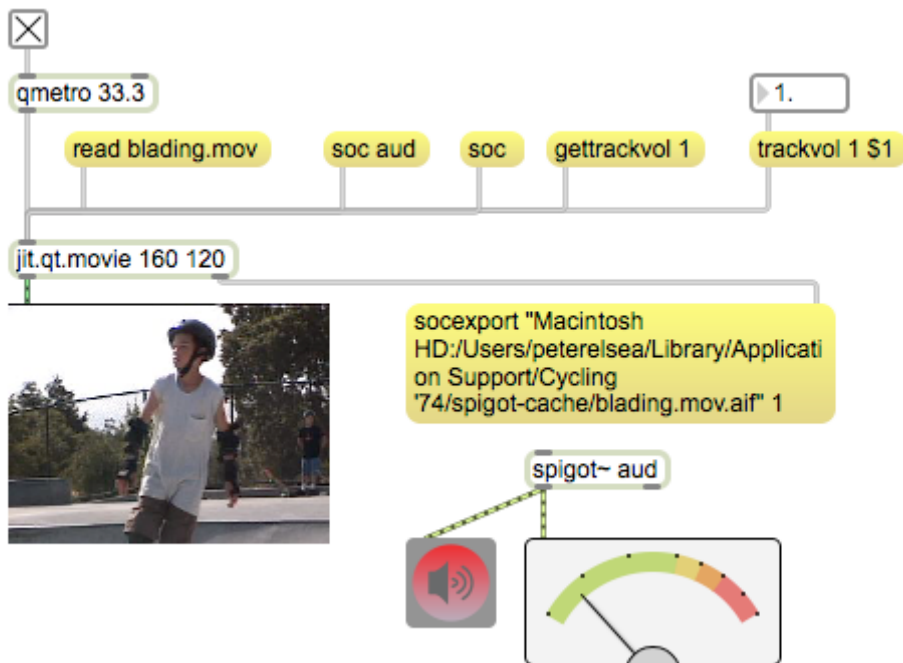 qmetro 33.3
1.
read blading.mov
soc aud
soc
gettrackvol 1
trackvol 1 $1
jit.qt.movie 160 120
socexport "Macintosh
HD:/Users/peterelsea/Library/Applicati
on Support/Cycling
'74/spigot-cache/blading.mov.aif" 1
spigot~ aud